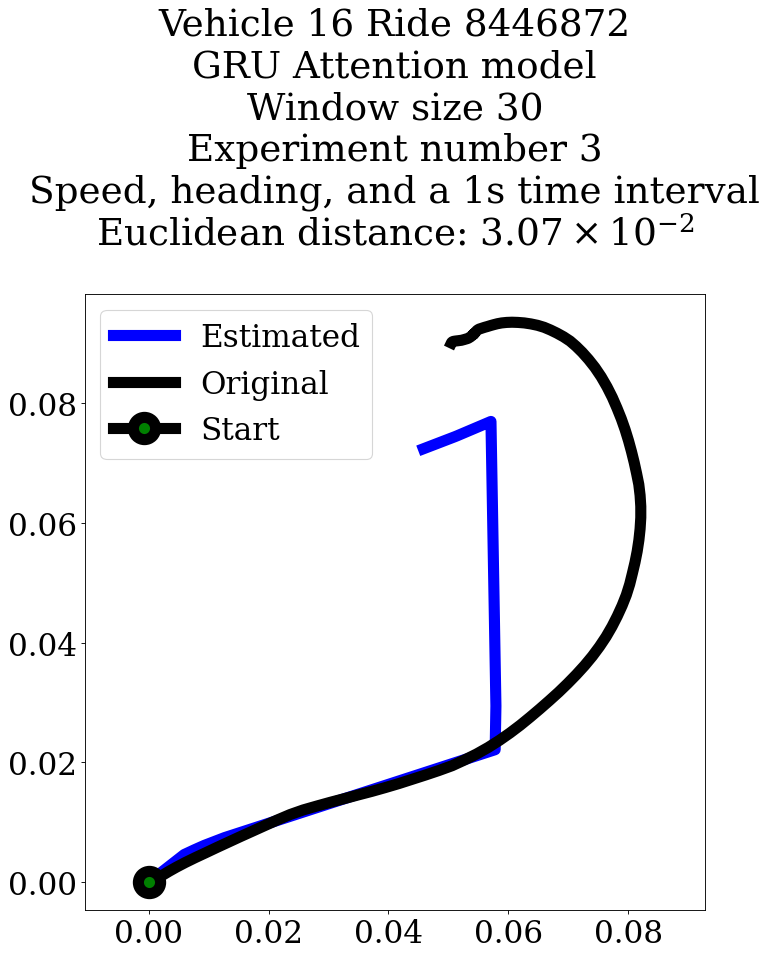 Vehicle 16 Ride 8446872
GRU Attention model
Window size 30
Experiment number 3
Speed, heading, and a 1s time interval
Euclidean distance: 3.07 × 10⁻²
Estimated
Original
Start
0.08
0.06
0.04
0.02
0.00
0.00 0.02 0.04 0.06 0.08